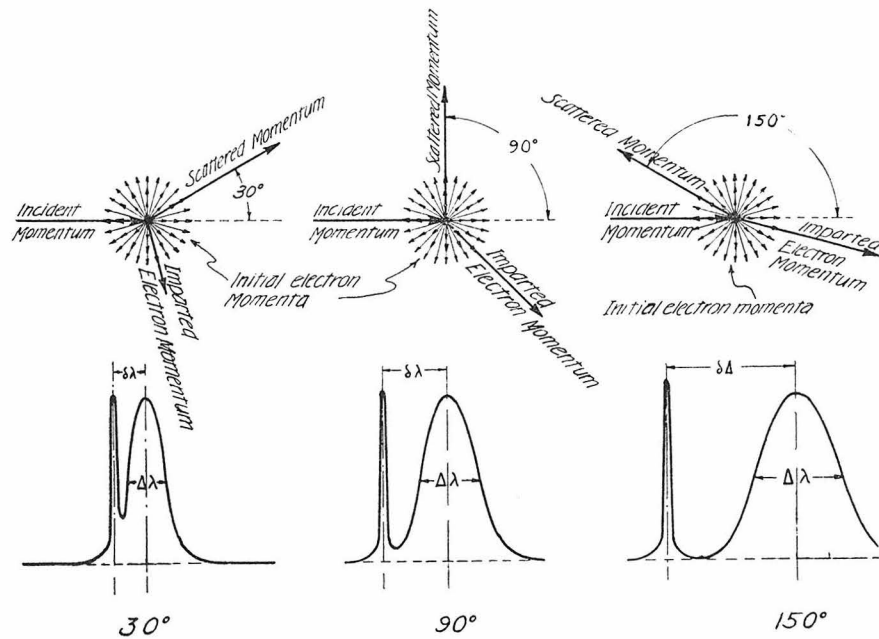 Scattered Momentum
30°
Incident
Momentum
Imparted
Electron Momentum
Initial electron
Momenta
Scattered Momentum
90°
Incident
Momentum
Imparted
Electron Momentum
Scattered Momentum
150°
Incident
Momentum
Imparted
Electron
Momentum
Initial electron momenta
δλ
Δλ
30°
δλ
Δλ
90°
δΔ
Δλ
150°